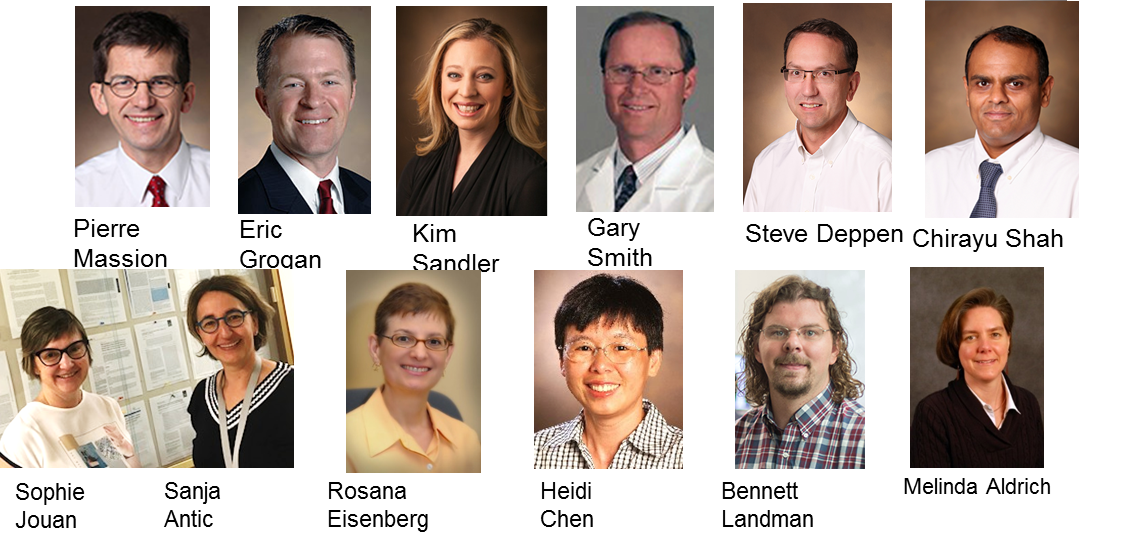 Pierre
Massion
Eric
Grogan
Kim
Sandler
Gary
Smith
Steve Deppen
Chirayu Shah
Sophie
Jouan
Sanja
Antic
Rosana
Eisenberg
Heidi
Chen
Bennett
Landman
Melinda Aldrich